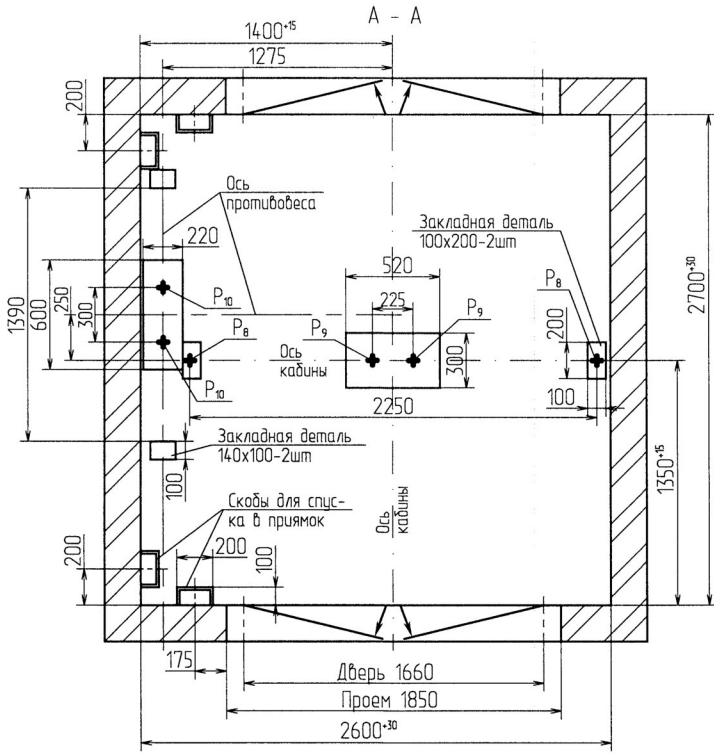 А - А
1400⁺¹⁵
1275
200
Ось
противовеса
220
Закладная деталь
100х200-2шт
520
225
P₈
P₁₀
P₈
P₉
P₉
P₁₀
Ось
кабины
200
300
100
2250
1390
600
250
300
2700⁺³⁰
1350⁺¹⁵
Закладная деталь
140х100-2шт
100
Скобы для спус-
ка в приямок
Ось
кабины
200
200
100
175
Дверь 1660
Проем 1850
2600⁺³⁰